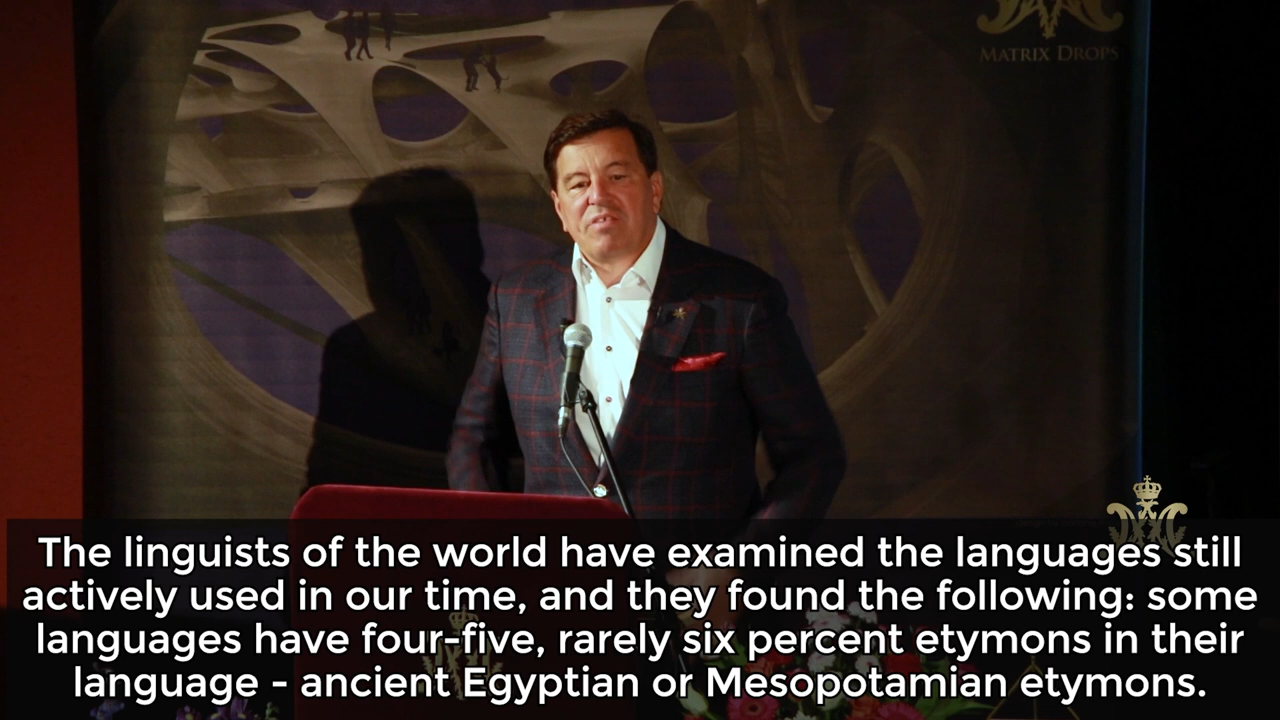 MATRIX DROPS
The linguists of the world have examined the languages still
actively used in our time, and they found the following: some
languages have four-five, rarely six percent etymons in their
language - ancient Egyptian or Mesopotamian etymons.